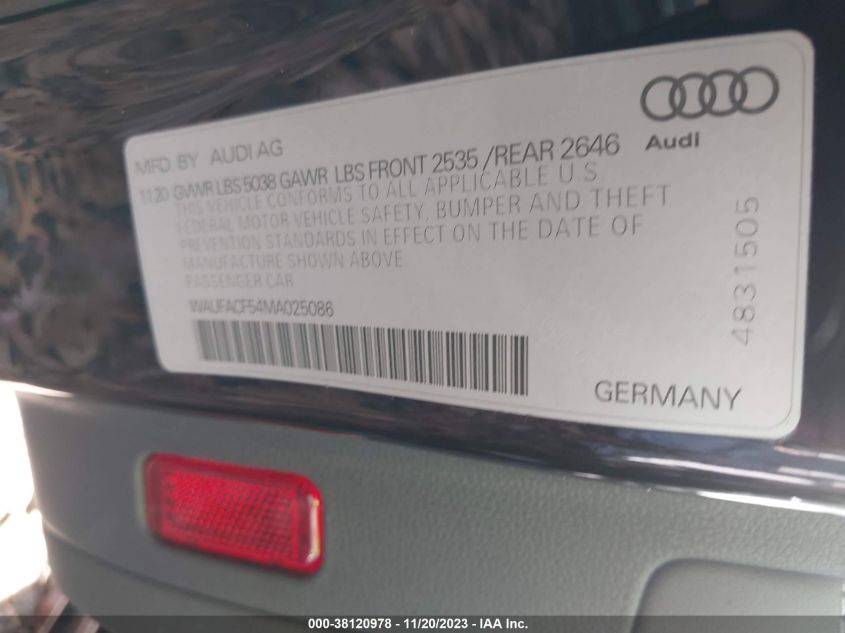 Audi
MFD. BY AUDI AG
11.20 GVWR LBS 5038 GAWR LBS FRONT 2535 /REAR 2646
THIS VEHICLE CONFORMS TO ALL APPLICABLE U.S.
FEDERAL MOTOR VEHICLE SAFETY, BUMPER AND THEFT
PREVENTION STANDARDS IN EFFECT ON THE DATE OF
MANUFACTURE SHOWN ABOVE
PASSENGER CAR
WAUFACF54MA025086
4831505
GERMANY
000-38120978 - 11/20/2023 - IAA Inc.